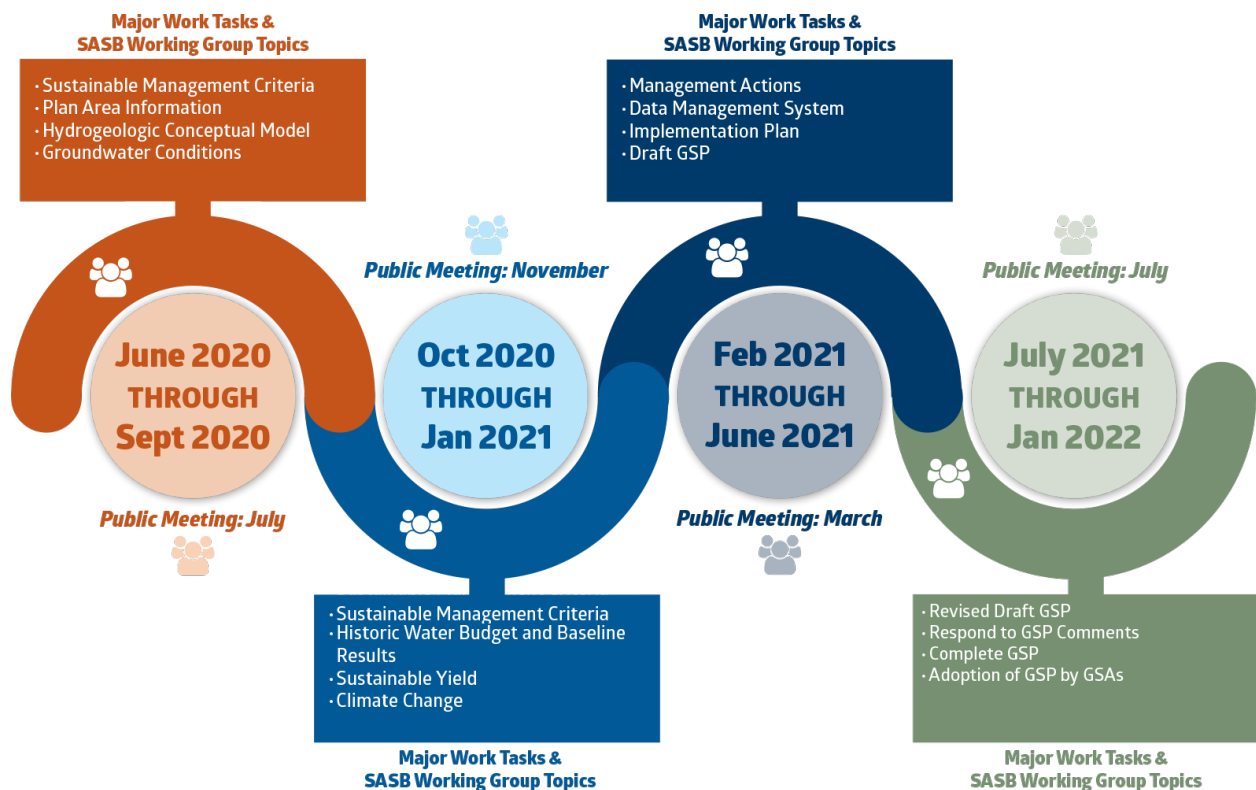 Major Work Tasks &
SASB Working Group Topics
· Sustainable Management Criteria
· Plan Area Information
· Hydrogeologic Conceptual Model
· Groundwater Conditions
June 2020
THROUGH
Sept 2020
Public Meeting: July
Public Meeting: November
Oct 2020
THROUGH
Jan 2021
· Sustainable Management Criteria
· Historic Water Budget and Baseline
Results
· Sustainable Yield
· Climate Change
Major Work Tasks &
SASB Working Group Topics
Major Work Tasks &
SASB Working Group Topics
· Management Actions
· Data Management System
· Implementation Plan
· Draft GSP
Feb 2021
THROUGH
June 2021
Public Meeting: March
Public Meeting: July
July 2021
THROUGH
Jan 2022
· Revised Draft GSP
· Respond to GSP Comments
· Complete GSP
· Adoption of GSP by GSAs
Major Work Tasks &
SASB Working Group Topics